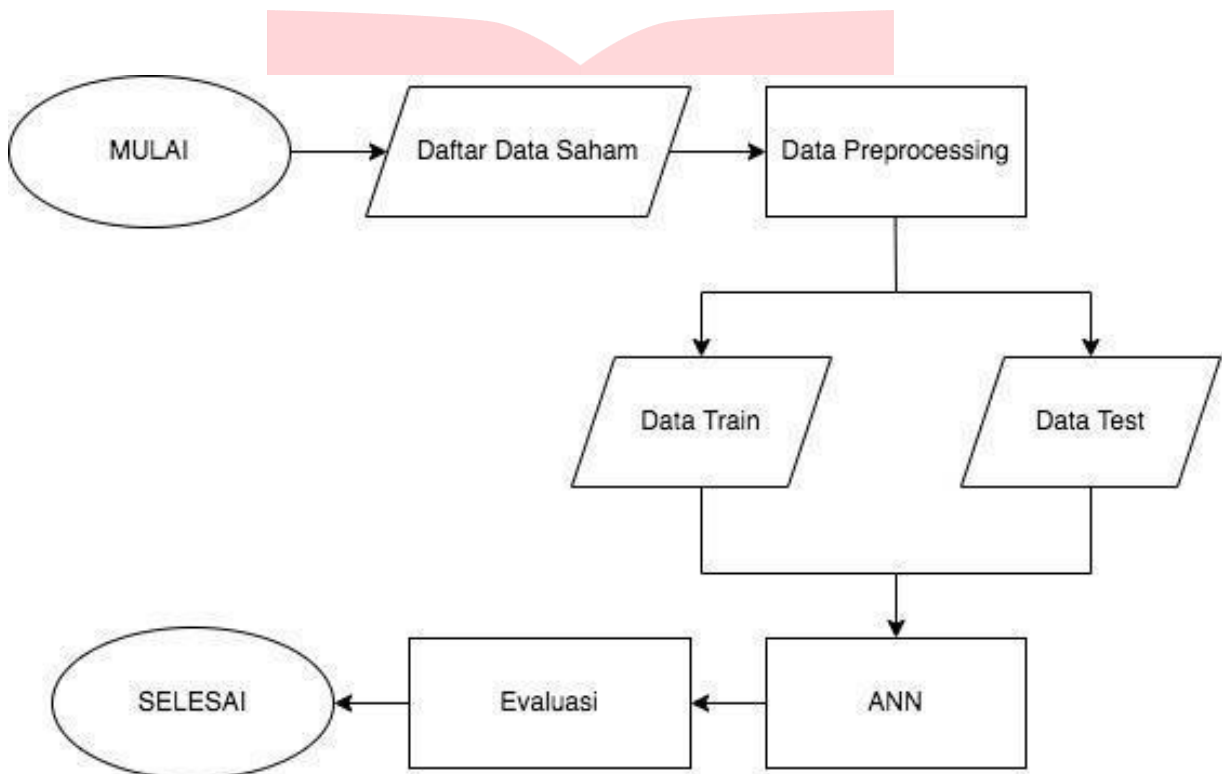 MULAI
Daftar Data Saham
Data Preprocessing
Data Train
Data Test
ANN
Evaluasi
SELESAI